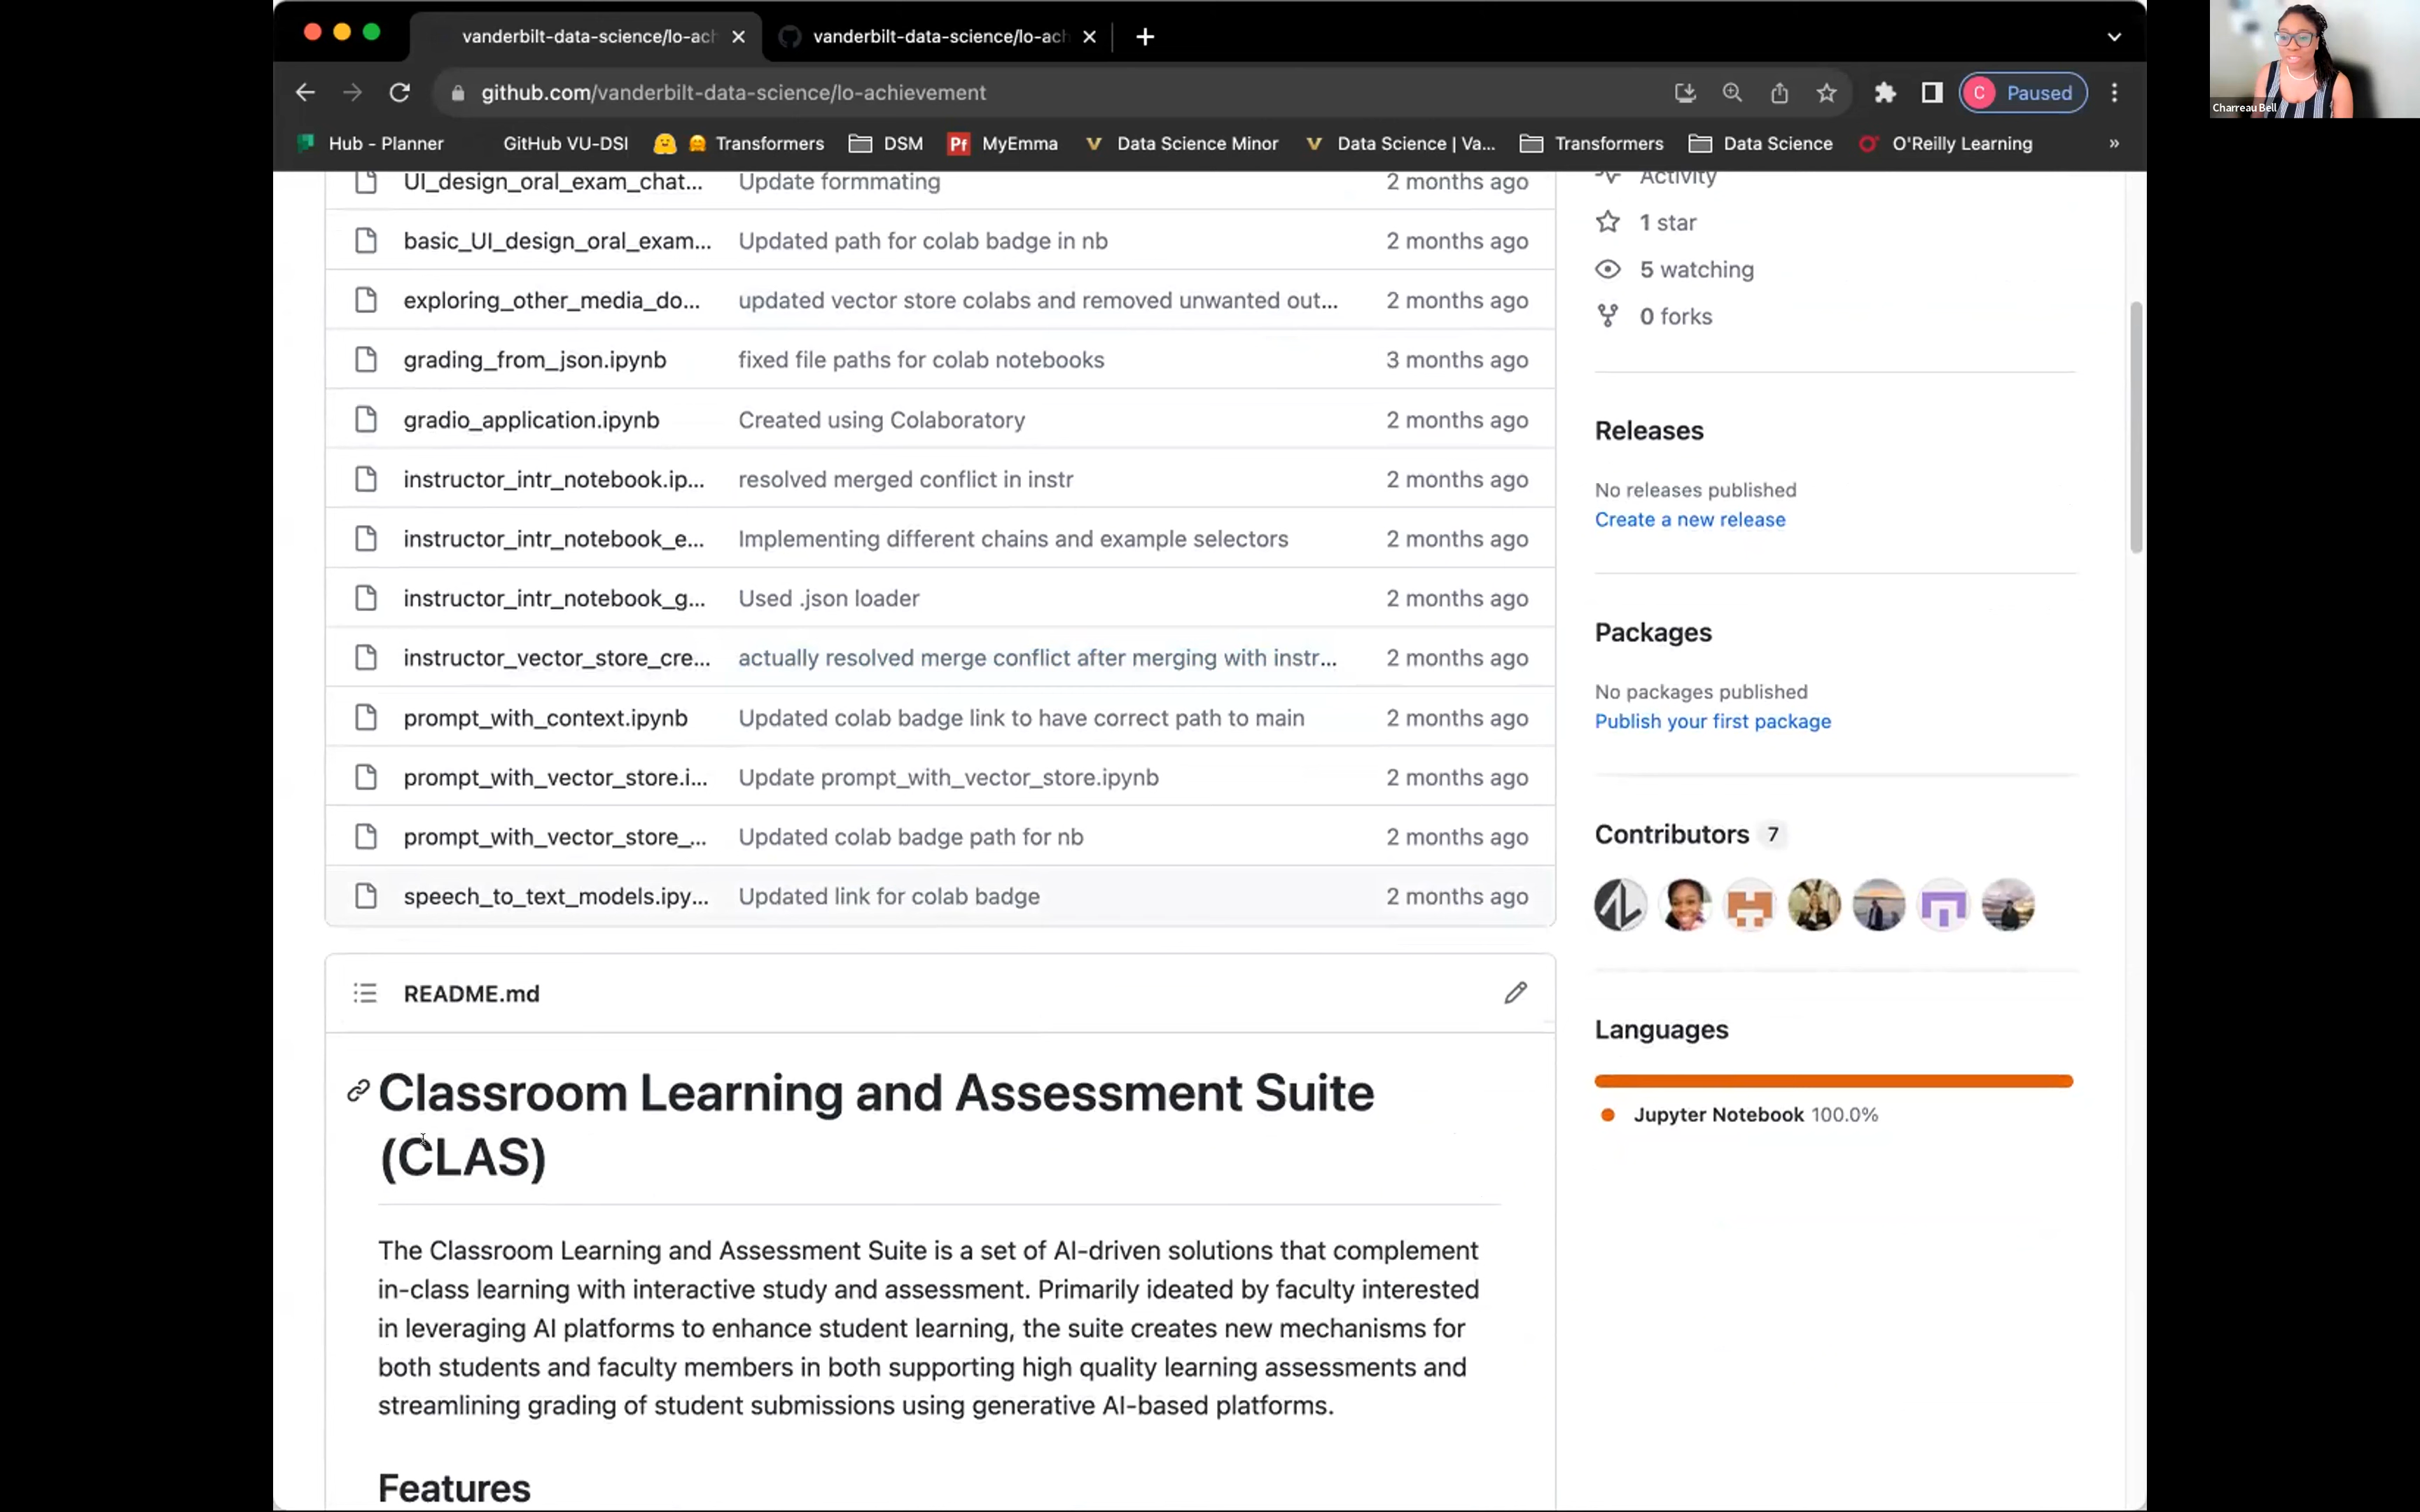 vanderbilt-data-science/lo-ach
vanderbilt-data-science/lo-ach
github.com/vanderbilt-data-science/lo-achievement
C Paused
Hub - Planner GitHub VU-DSI Transformers DSM Pf MyEmma Data Science Minor Data Science | Va... Transformers Data Science O'Reilly Learning »
Charreau Bell
UI_design_oral_exam_chat... Update formmating 2 months ago
basic_UI_design_oral_exam... Updated path for colab badge in nb 2 months ago
exploring_other_media_do... updated vector store colabs and removed unwanted out... 2 months ago
grading_from_json.ipynb fixed file paths for colab notebooks 3 months ago
gradio_application.ipynb Created using Colaboratory 2 months ago
instructor_intr_notebook.ip... resolved merged conflict in instr 2 months ago
instructor_intr_notebook_e... Implementing different chains and example selectors 2 months ago
instructor_intr_notebook_g... Used .json loader 2 months ago
instructor_vector_store_cre... actually resolved merge conflict after merging with instr... 2 months ago
prompt_with_context.ipynb Updated colab badge link to have correct path to main 2 months ago
prompt_with_vector_store.i... Update prompt_with_vector_store.ipynb 2 months ago
prompt_with_vector_store_... Updated colab badge path for nb 2 months ago
speech_to_text_models.ipy... Updated link for colab badge 2 months ago
README.md
Classroom Learning and Assessment Suite
(CLAS)
The Classroom Learning and Assessment Suite is a set of AI-driven solutions that complement
in-class learning with interactive study and assessment. Primarily ideated by faculty interested
in leveraging AI platforms to enhance student learning, the suite creates new mechanisms for
both students and faculty members in both supporting high quality learning assessments and
streamlining grading of student submissions using generative AI-based platforms.
Features
Activity
1 star
5 watching
0 forks
Releases
No releases published
Create a new release
Packages
No packages published
Publish your first package
Contributors 7
Languages
Jupyter Notebook 100.0%